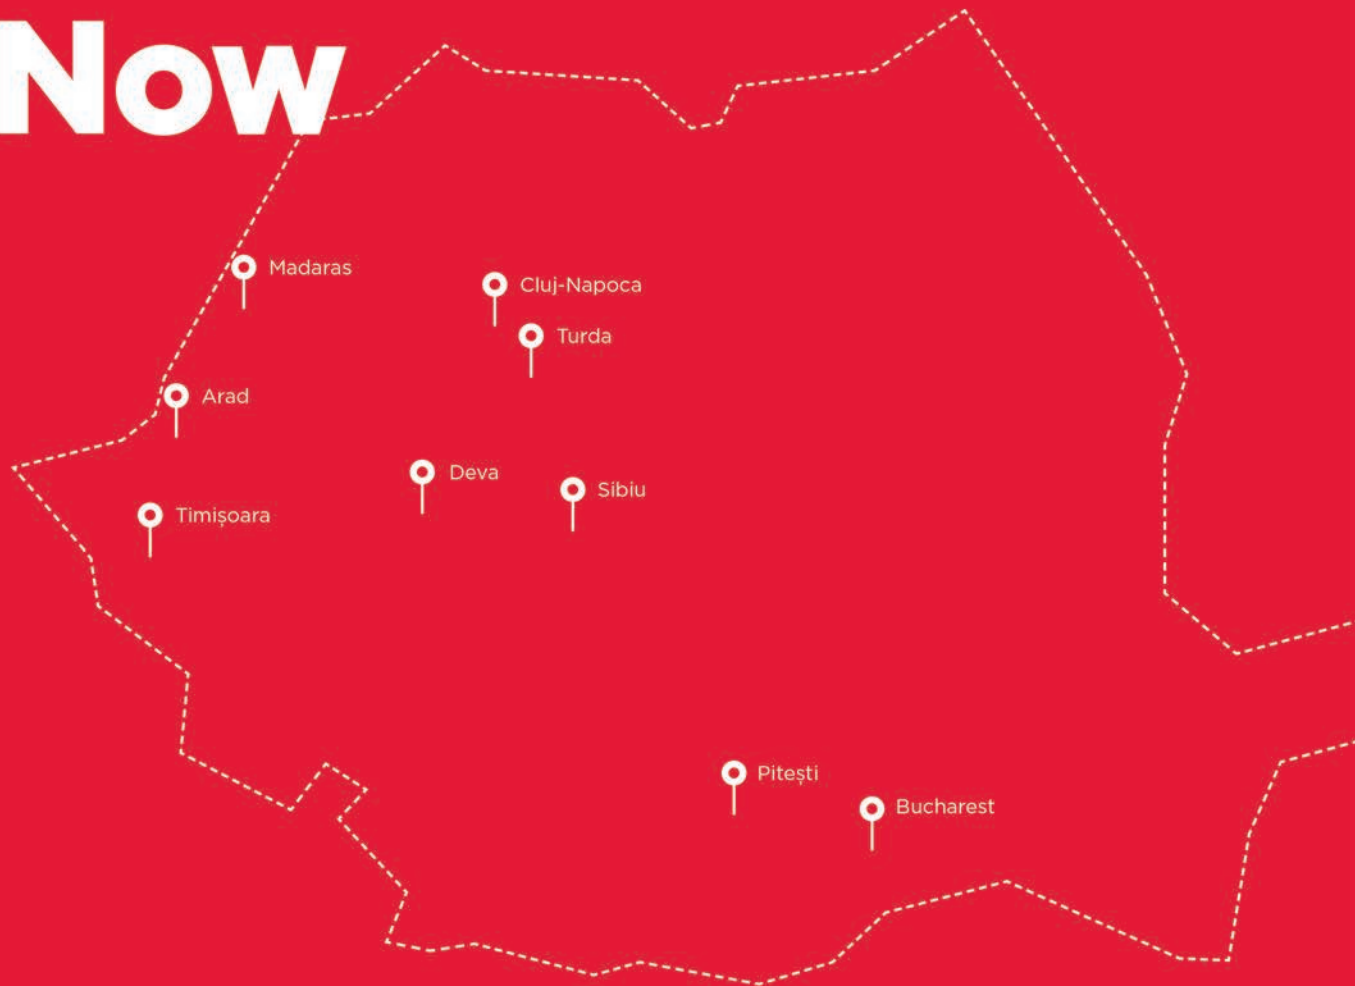 Now
Madaras
Cluj-Napoca
Turda
Arad
Deva
Sibiu
Timișoara
Pitești
Bucharest